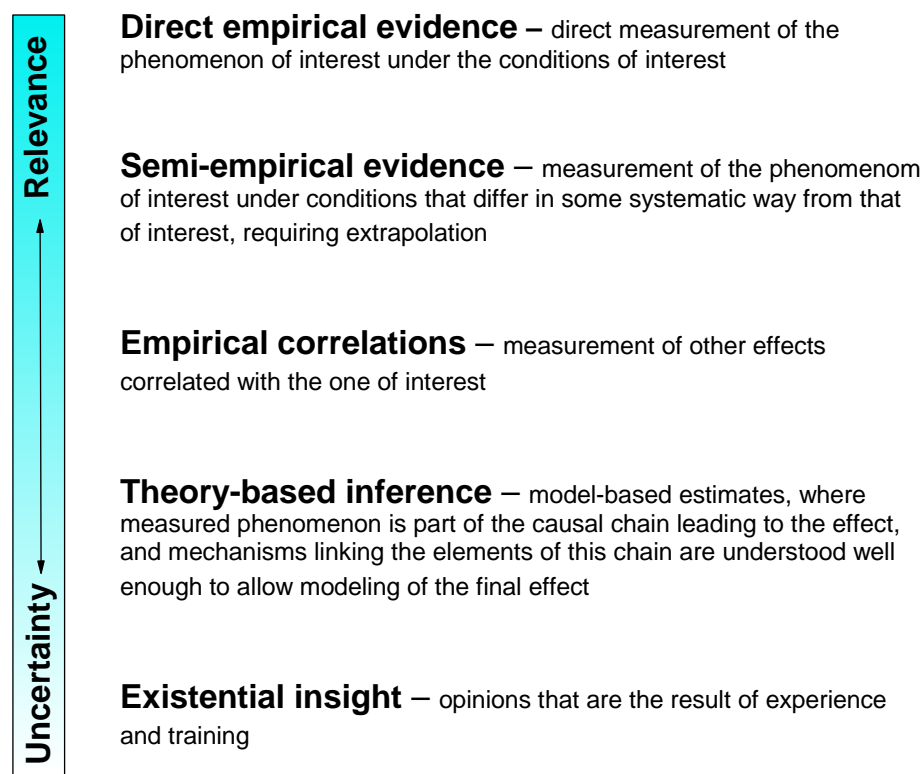 Relevance
Uncertainty
Direct empirical evidence – direct measurement of the
phenomenon of interest under the conditions of interest
Semi-empirical evidence – measurement of the phenomenom
of interest under conditions that differ in some systematic way from that
of interest, requiring extrapolation
Empirical correlations – measurement of other effects
correlated with the one of interest
Theory-based inference – model-based estimates, where
measured phenomenon is part of the causal chain leading to the effect,
and mechanisms linking the elements of this chain are understood well
enough to allow modeling of the final effect
Existential insight – opinions that are the result of experience
and training